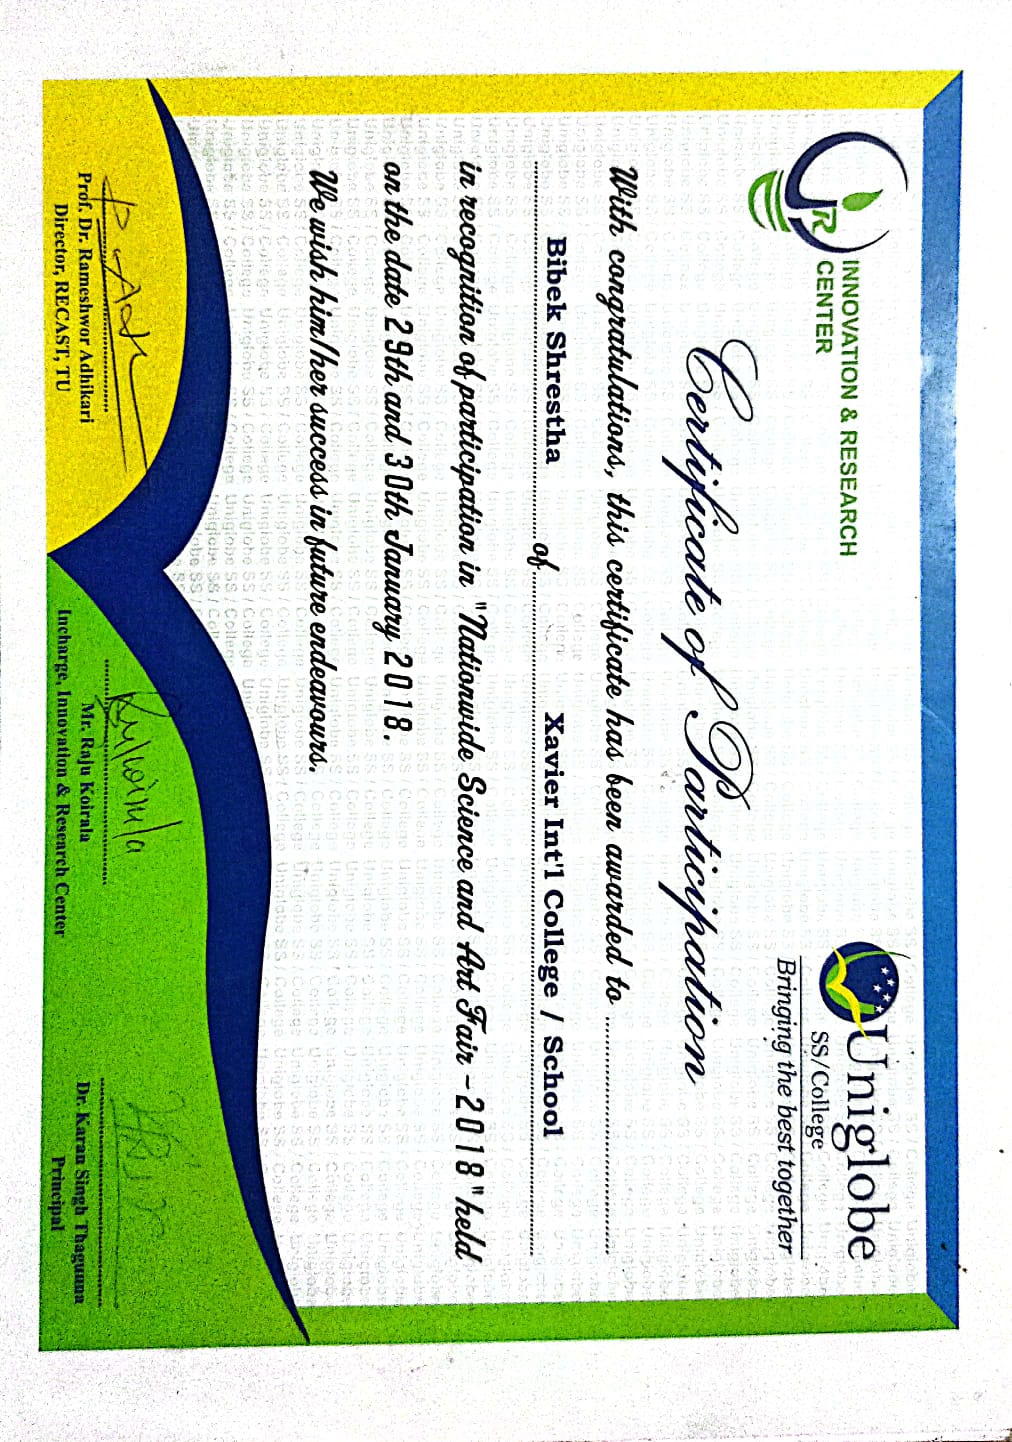 INNOVATION & RESEARCH
CENTER
Uniglobe
SS/College
Bringing the best together
Certificate of Participation
With congratulations, this certificate has been awarded to
Bibek Shrestha of Xavier Int'l College / School
in recognition of participation in "Nationwide Science and Art Fair - 2018" held
on the date 29th and 30th January 2018.
We wish him/her success in future endeavours.
Prof. Dr. Rameshwor Adhikari
Director, RECAST, TU
Mr. Raju Koirala
Incharge, Innovation & Research Center
Dr. Karan Singh Thagunna
Principal